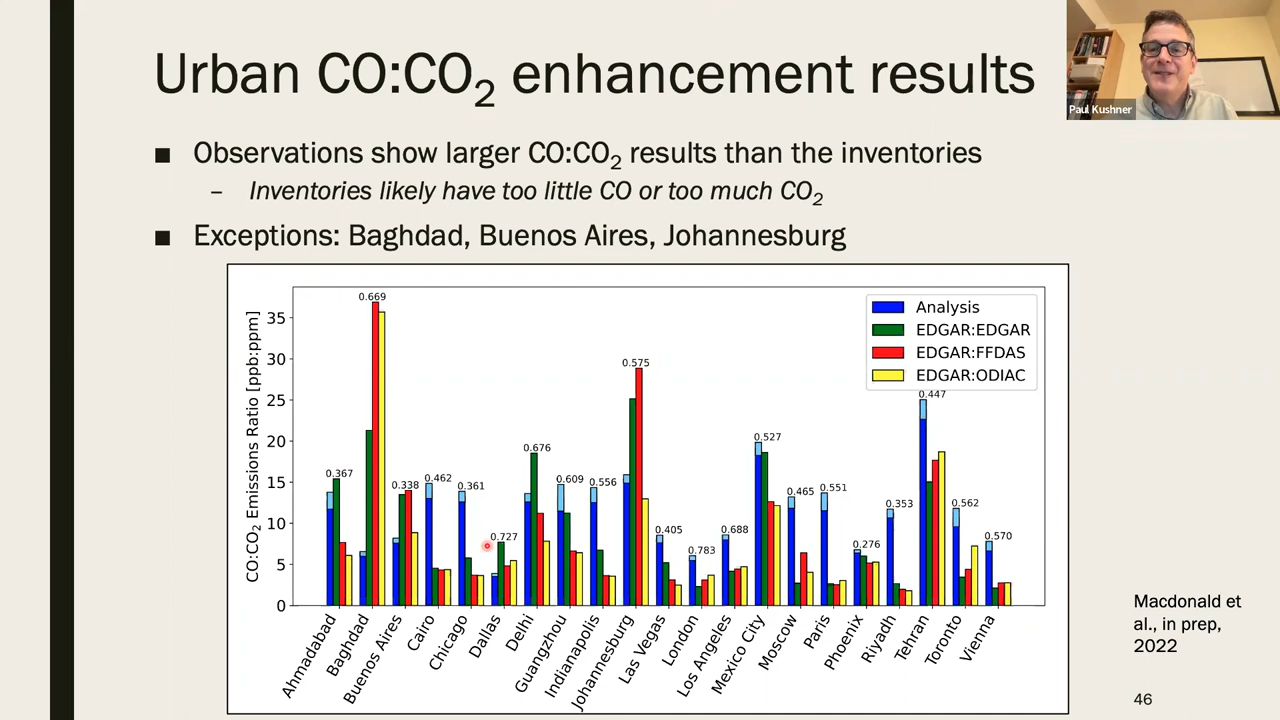 Urban CO:CO2 enhancement results
Paul Kushner
■ Observations show larger CO:CO2 results than the inventories
– Inventories likely have too little CO or too much CO2
■ Exceptions: Baghdad, Buenos Aires, Johannesburg
CO:CO2 Emissions Ratio [ppb:ppm]
35
30
25
20
15
10
5
0
Analysis
EDGAR:EDGAR
EDGAR:FFDAS
EDGAR:ODIAC
0.367
0.669
0.338
0.462
0.361
0.727
0.676
0.609
0.556
0.575
0.405
0.783
0.688
0.527
0.465
0.551
0.276
0.353
0.447
0.562
0.570
Ahmadabad
Baghdad
Buenos Aires
Cairo
Chicago
Dallas
Delhi
Guangzhou
Indianapolis
Johannesburg
Las Vegas
London
Los Angeles
Mexico City
Moscow
Paris
Phoenix
Riyadh
Tehran
Toronto
Vienna
Macdonald et
al., in prep,
2022
46